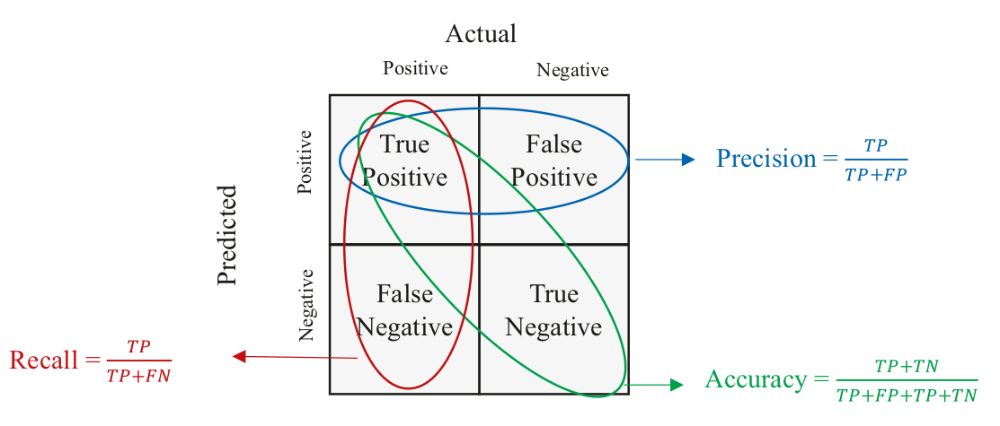 Actual
Positive Negative
Predicted
Positive
True Positive
False Positive
Precision = TP / TP+FP
Negative
False Negative
True Negative
Recall = TP / TP+FN
Accuracy = TP+TN / TP+FP+TP+TN